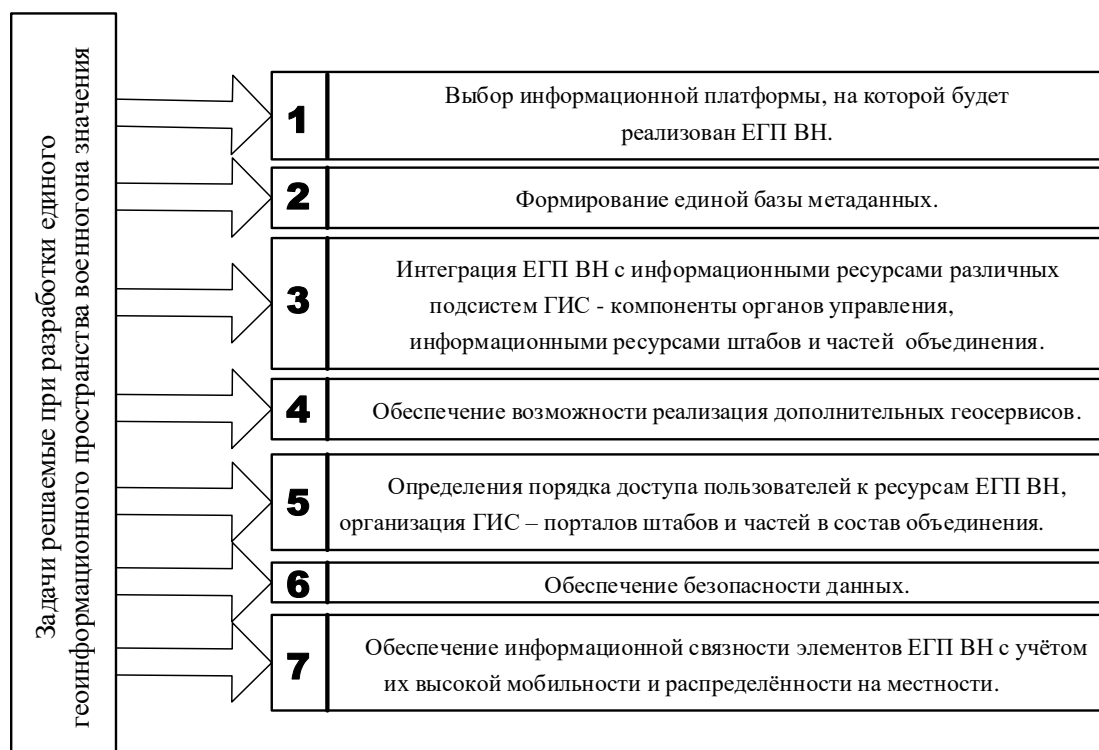 Задачи решаемые при разработки единого
геоинформационного пространства военногона значения
1
Выбор информационной платформы, на которой будет
реализован ЕГП ВН.
2
Формирование единой базы метаданных.
3
Интеграция ЕГП ВН с информационными ресурсами различных
подсистем ГИС - компоненты органов управления,
информационными ресурсами штабов и частей объединения.
4
Обеспечение возможности реализация дополнительных геосервисов.
5
Определения порядка доступа пользователей к ресурсам ЕГП ВН,
организация ГИС – порталов штабов и частей в состав объединения.
6
Обеспечение безопасности данных.
7
Обеспечение информационной связности элементов ЕГП ВН с учётом
их высокой мобильности и распределённости на местности.